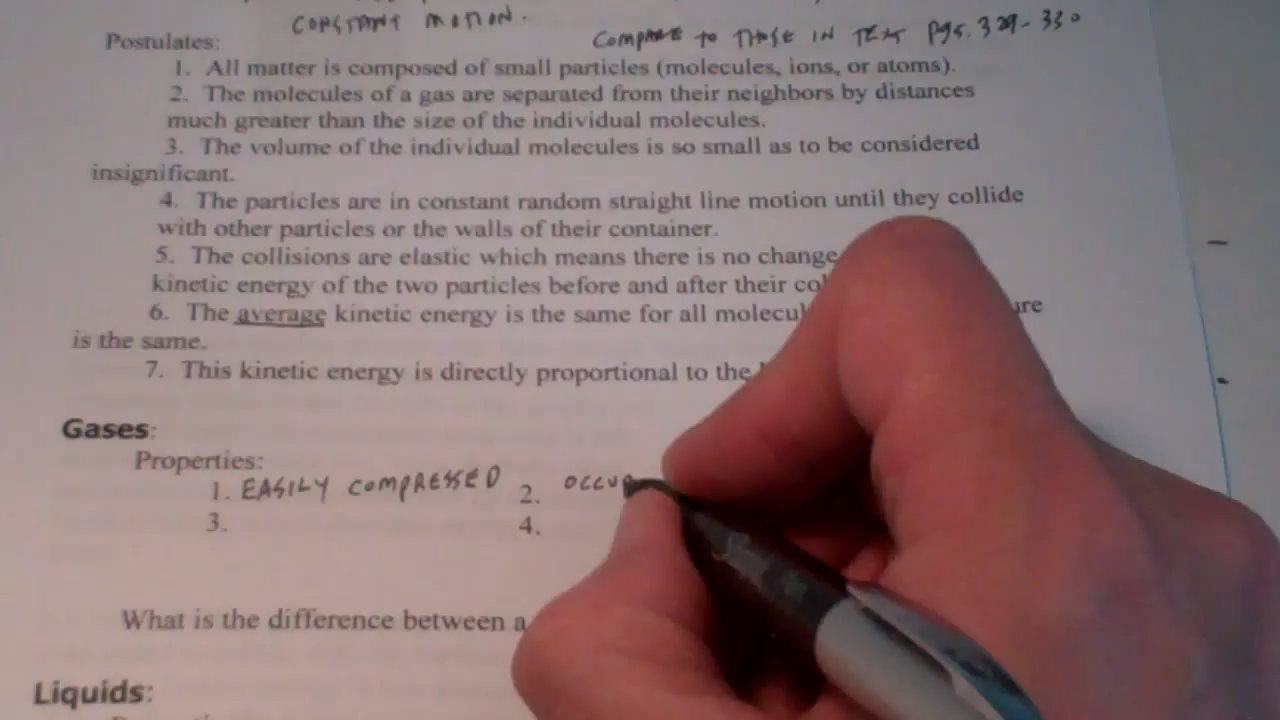 CONSTANT MOTION.
Postulates: COMPARE TO THOSE IN TEXT pgs. 329-330
1. All matter is composed of small particles (molecules, ions, or atoms).
2. The molecules of a gas are separated from their neighbors by distances
much greater than the size of the individual molecules.
3. The volume of the individual molecules is so small as to be considered
insignificant.
4. The particles are in constant random straight line motion until they collide
with other particles or the walls of their container.
5. The collisions are elastic which means there is no change
kinetic energy of the two particles before and after their
6. The average kinetic energy is the same for all
is the same.
7. This kinetic energy is directly proportional to the
Gases:
Properties:
1. EASILY COMPRESSED 2.
3. 4.
What is the difference between a
Liquids: